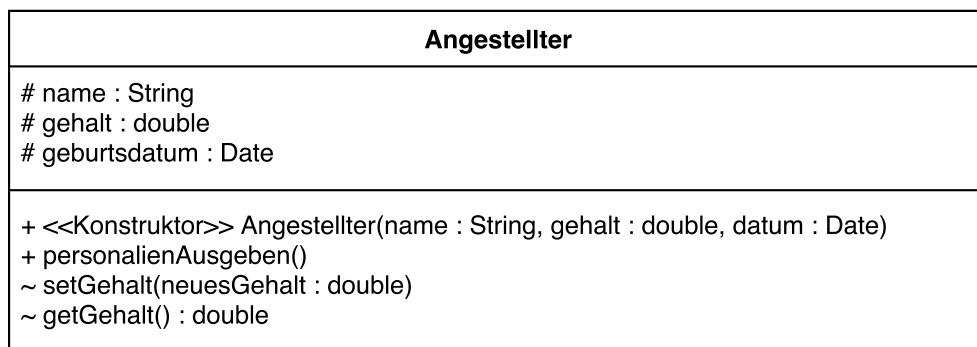 Angestellter
# name : String
# gehalt : double
# geburtsdatum : Date
+ <<Konstruktor>> Angestellter(name : String, gehalt : double, datum : Date)
+ personalienAusgeben()
~ setGehalt(neuesGehalt : double)
~ getGehalt() : double